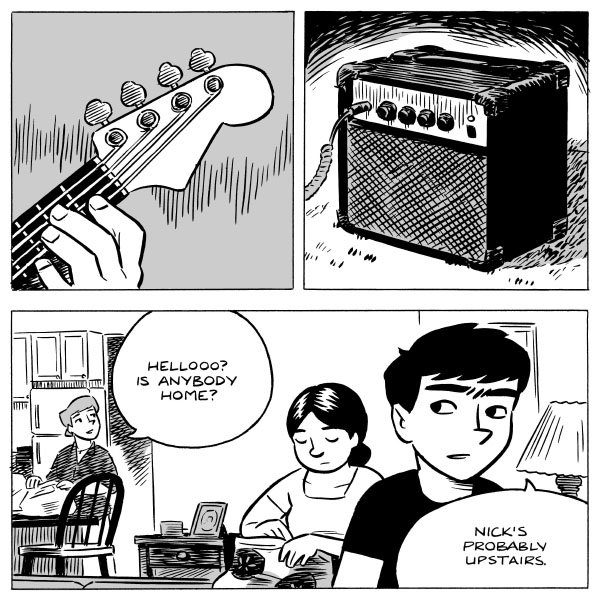 HELLOOO?
IS ANYBODY
HOME?
NICK'S
PROBABLY
UPSTAIRS.